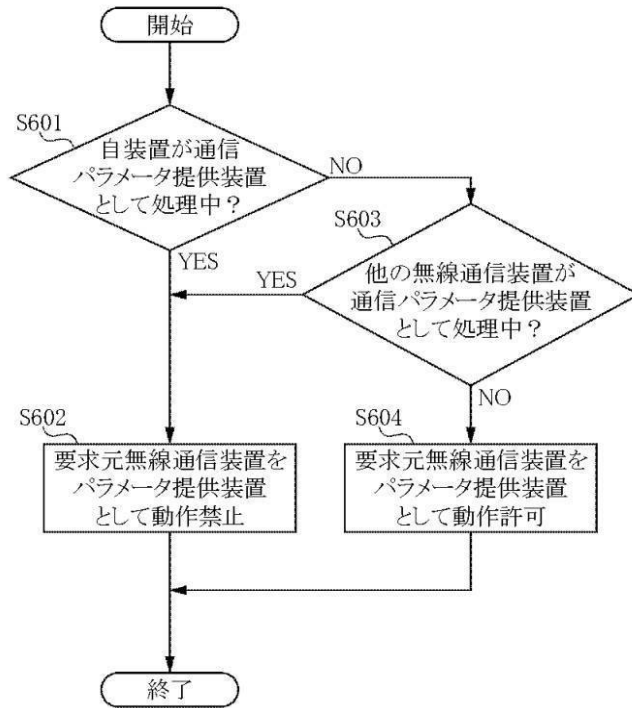 開始
S601
自装置が通信
パラメータ提供装置
として処理中？
NO
YES
S603
他の無線通信装置が
通信パラメータ提供装置
として処理中？
YES
NO
S602
要求元無線通信装置を
パラメータ提供装置
として動作禁止
S604
要求元無線通信装置を
パラメータ提供装置
として動作許可
終了